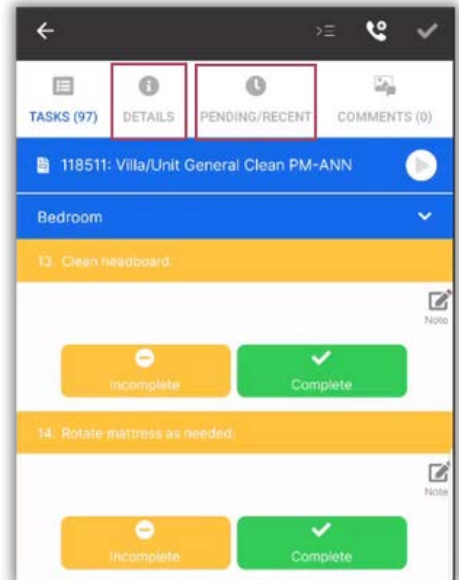 TASKS (97) DETAILS PENDING/RECENT COMMENTS (0)
118511: Villa/Unit General Clean PM-ANN
Bedroom
13. Clean headboard.
Note
Incomplete Complete
14. Rotate mattress as needed.
Note
Incomplete Complete